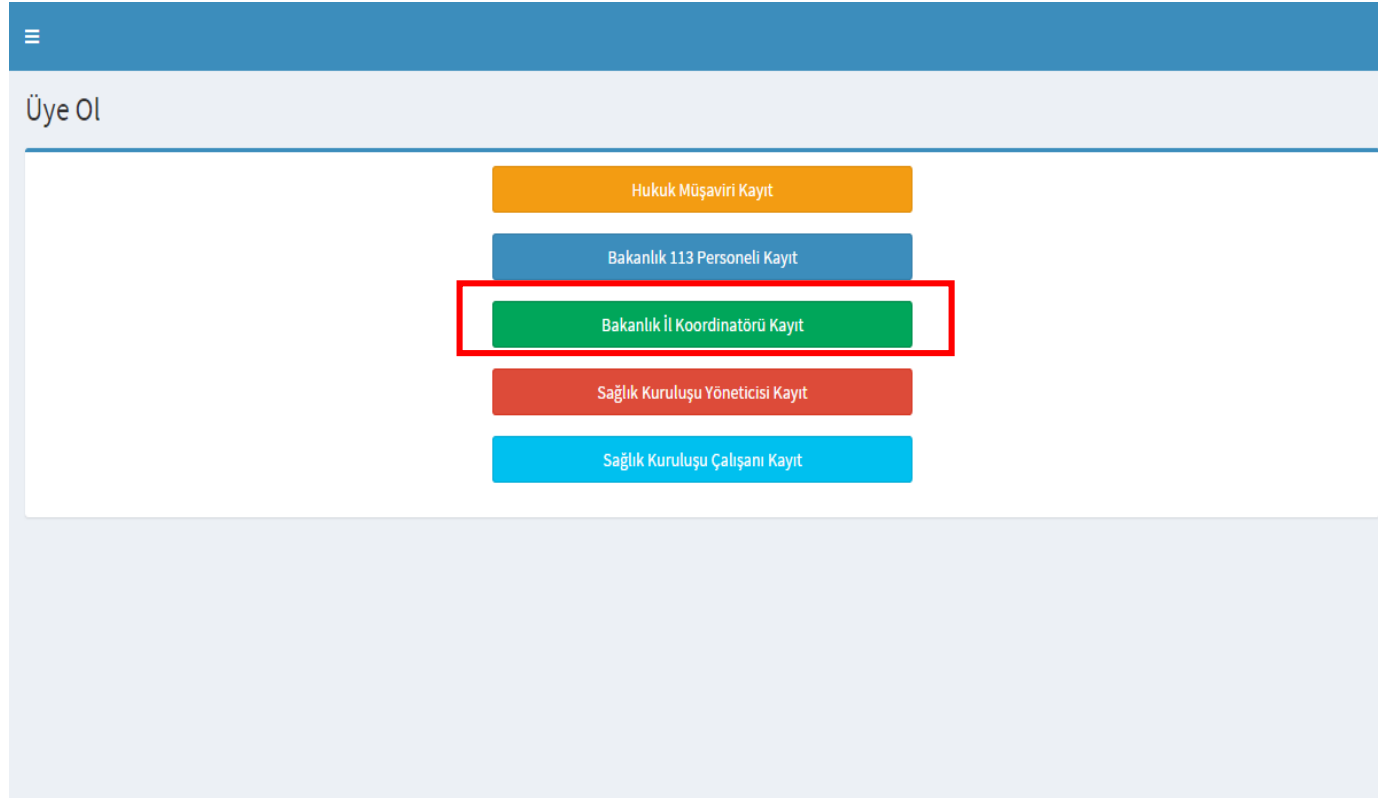 Üye Ol
Hukuk Müşaviri Kayıt
Bakanlık 113 Personeli Kayıt
Bakanlık İl Koordinatörü Kayıt
Sağlık Kuruluşu Yöneticisi Kayıt
Sağlık Kuruluşu Çalışanı Kayıt